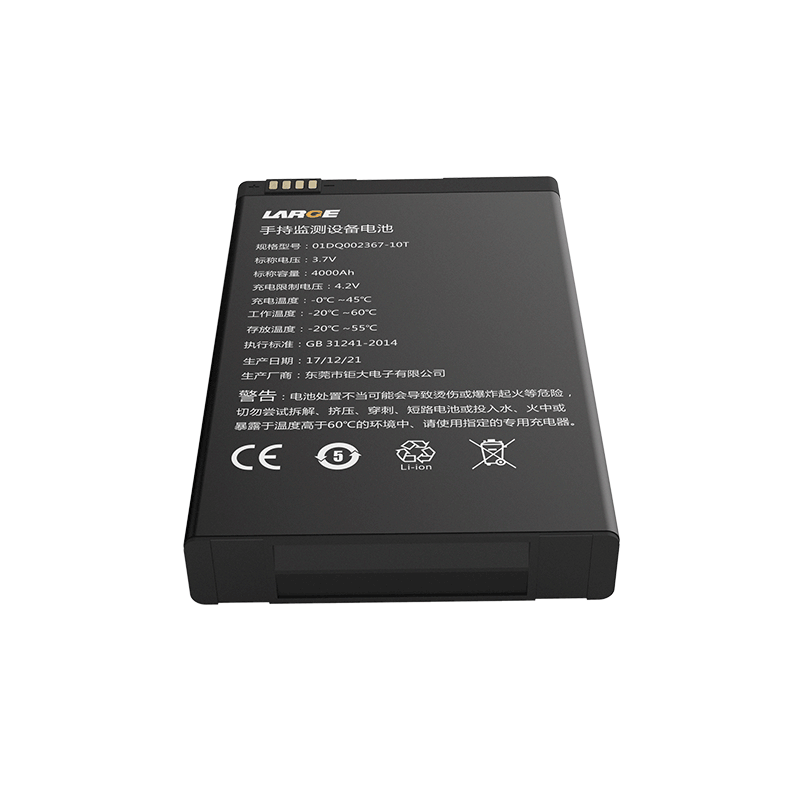 LARGE
手持监测设备电池
规格型号：01DQ002367-10T
标称电压：3.7V
标称容量：4000Ah
充电限制电压：4.2V
充电温度：-0℃ ~45℃
工作温度：-20℃ ~60℃
存放温度：-20℃ ~55℃
执行标准：GB 31241-2014
生产日期：17/12/21
生产厂商：东莞市钜大电子有限公司
警告：电池处置不当可能会导致烫伤或爆炸起火等危险，
切勿尝试拆解、挤压、穿刺、短路电池或投入水、火中或
暴露于温度高于60℃的环境中、请使用指定的专用充电器。
CE 5
Li-ion